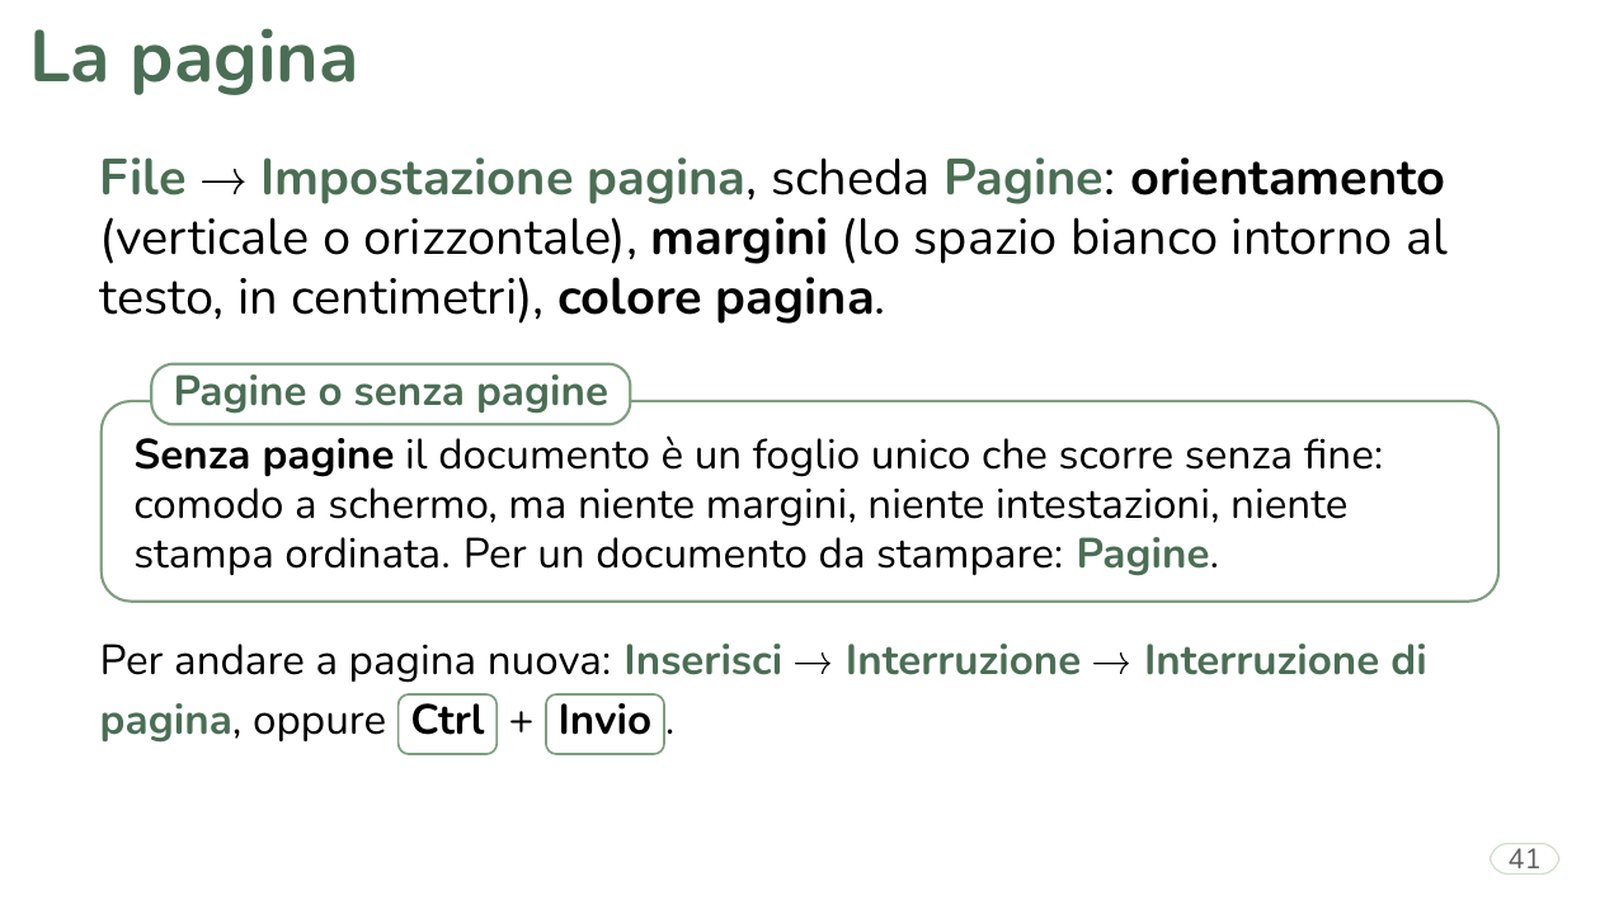 La pagina
File → Impostazione pagina, scheda Pagine: orientamento
(verticale o orizzontale), margini (lo spazio bianco intorno al
testo, in centimetri), colore pagina.
Pagine o senza pagine
Senza pagine il documento è un foglio unico che scorre senza fine:
comodo a schermo, ma niente margini, niente intestazioni, niente
stampa ordinata. Per un documento da stampare: Pagine.
Per andare a pagina nuova: Inserisci → Interruzione → Interruzione di
pagina, oppure Ctrl + Invio.
41